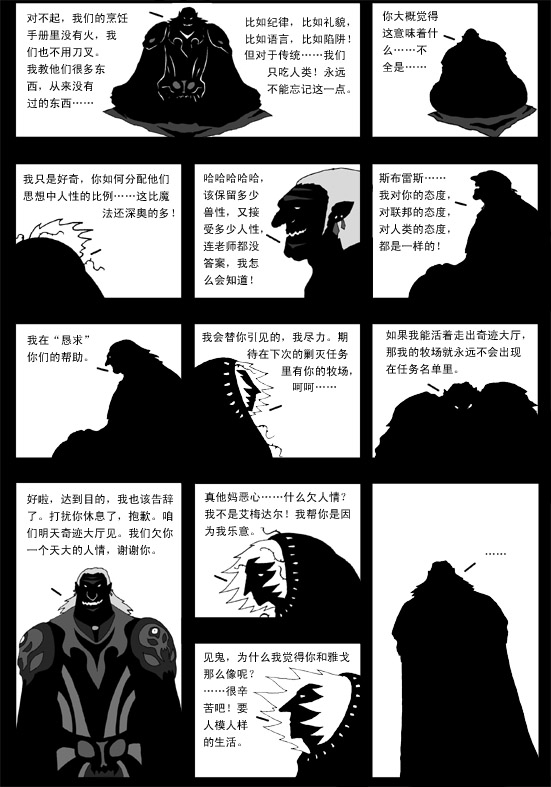 对不起，我们的烹饪
手册里没有火，我
们也不用刀叉。
我教他们很多东
西，从来没有
过的东西……
比如纪律，比如礼貌，
比如语言，比如陷阱！
但对于传统……我们
只吃人类！永远
不能忘记这一点。
你大概觉得
这意味着什
么……不
全是……
我只是好奇，你如何分配他们
思想中人性的比例……这比魔
法还深奥的多！
哈哈哈哈哈，
该保留多少
兽性，又接
受多少人性，
连老师都没
答案，我怎
么会知道！
斯布雷斯……
我对你的态度，
对联邦的态度，
对人类的态度，
都是一样的！
我在“恳求”
你们的帮助。
我会替你引见的，我尽力。期
待在下次的剿灭任务
里有你的牧场，
呵呵……
如果我能活着走出奇迹大厅，
那我的牧场就永远不会出现
在任务名单里。
好啦，达到目的，我也该告辞
了。打扰你休息了，抱歉。咱
们明天奇迹大厅见。我们欠你
一个天大的人情，谢谢你。
真他妈恶心……什么欠人情？
我不是艾梅达尔！我帮你是因
为我乐意。
……
见鬼，为什么我觉得你和雅戈
那么像呢？
……很辛
苦吧！要
人模人样
的生活。